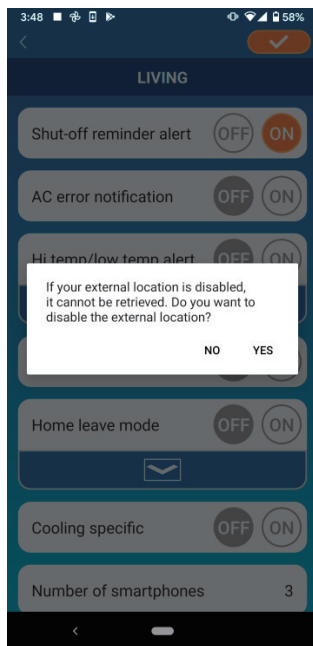 3:48 58%
LIVING
Shut-off reminder alert OFF ON
AC error notification OFF ON
Hi temp/low temp alert OFF ON
If your external location is disabled,
it cannot be retrieved. Do you want to
disable the external location?
NO YES
Home leave mode OFF ON
Cooling specific OFF ON
Number of smartphones 3